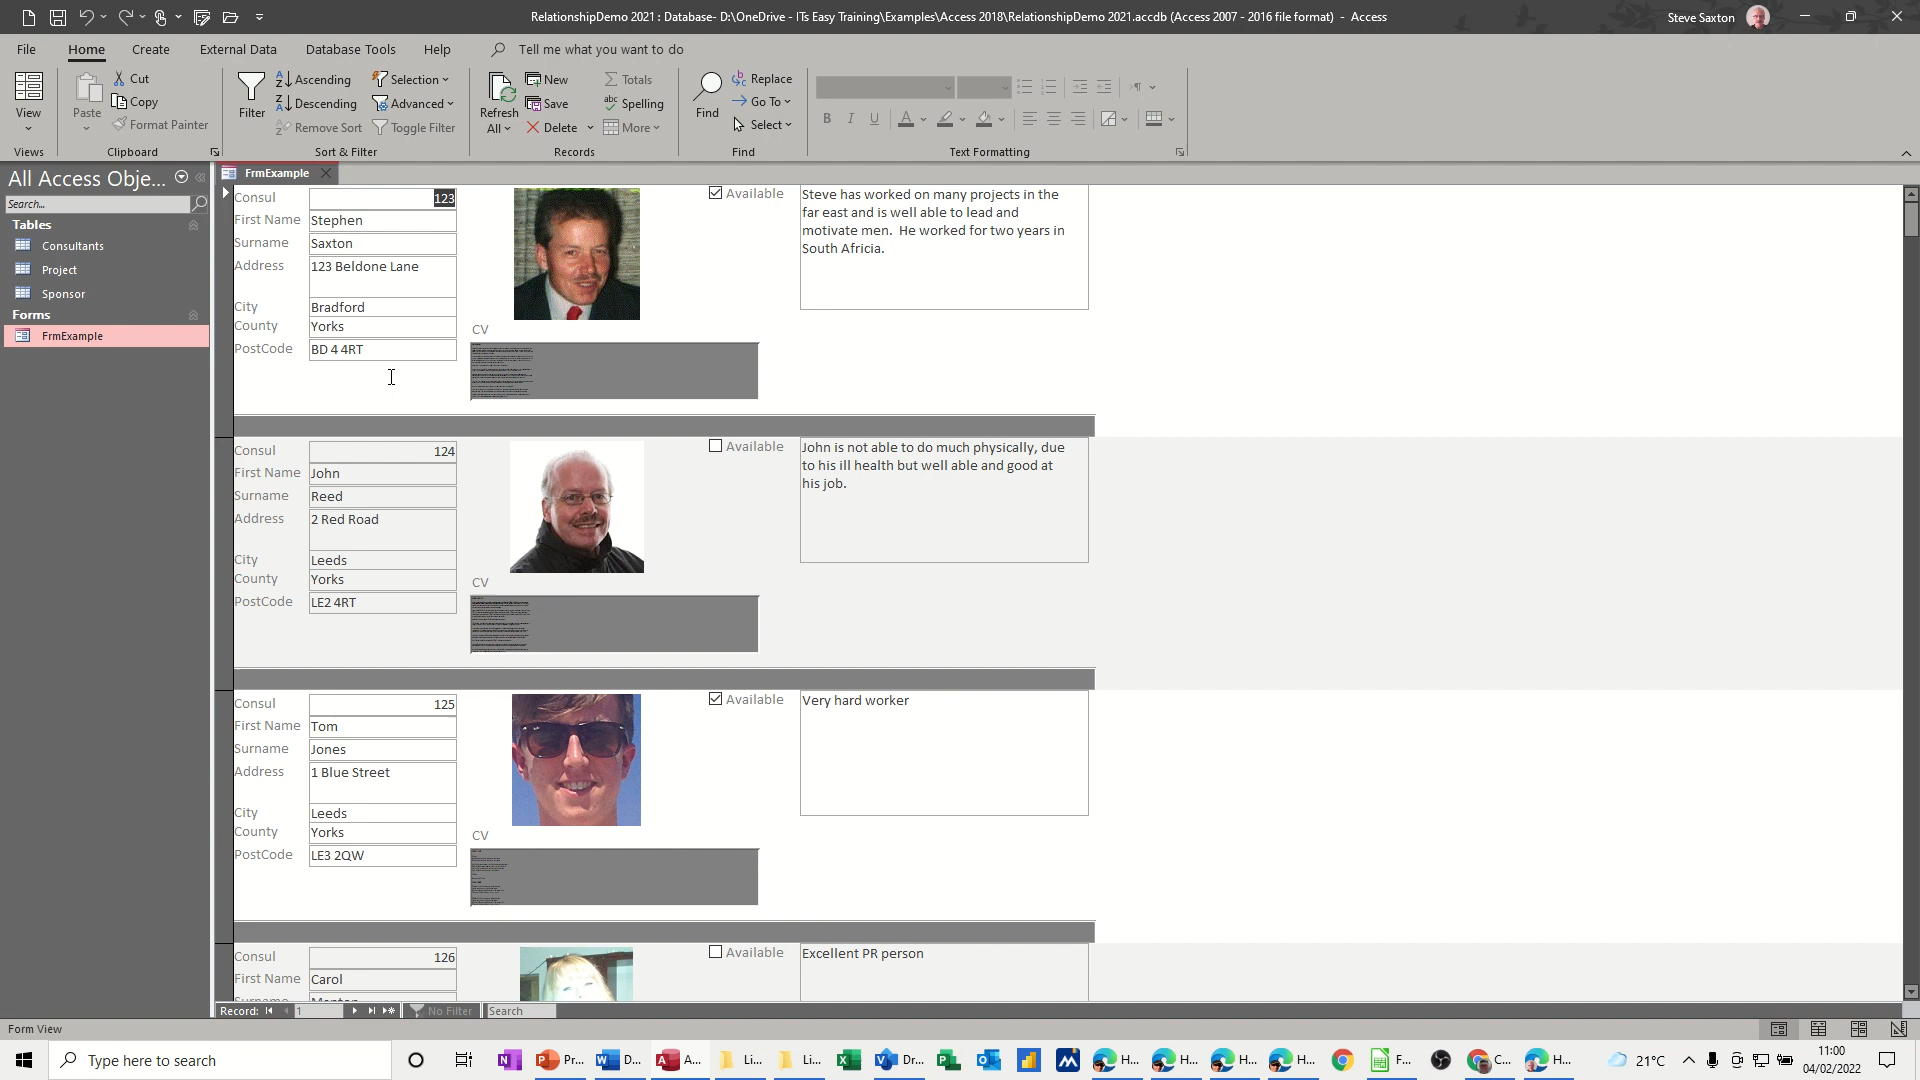 RelationshipDemo 2021 : Database- D:\OneDrive - ITs Easy Training\Examples\Access 2018\RelationshipDemo 2021.accdb (Access 2007 - 2016 file format) - Access
Steve Saxton
File Home Create External Data Database Tools Help Tell me what you want to do
View
Views
Paste
Cut
Copy
Format Painter
Clipboard
Filter
Ascending
Descending
Remove Sort
Selection
Advanced
Toggle Filter
Sort & Filter
Refresh All
New
Save
Delete
Totals
Spelling
More
Records
Find
Replace
Go To
Select
Find
B I U A
Text Formatting
All Access Obje...
Search...
Tables
Consultants
Project
Sponsor
Forms
FrmExample
FrmExample
Consul 123
First Name Stephen
Surname Saxton
Address 123 Beldone Lane
City Bradford
County Yorks
PostCode BD 4 4RT
CV
Available
Steve has worked on many projects in the
far east and is well able to lead and
motivate men. He worked for two years in
South Africia.
Consul 124
First Name John
Surname Reed
Address 2 Red Road
City Leeds
County Yorks
PostCode LE2 4RT
CV
Available
John is not able to do much physically, due
to his ill health but well able and good at
his job.
Consul 125
First Name Tom
Surname Jones
Address 1 Blue Street
City Leeds
County Yorks
PostCode LE3 2QW
CV
Available
Very hard worker
Consul 126
First Name Carol
Available
Excellent PR person
Record: 1 No Filter Search
Form View
Type here to search
Pr... D... A... Li... Li... Dr... H... H... H... H... F... C... H...
21°C
11:00
04/02/2022